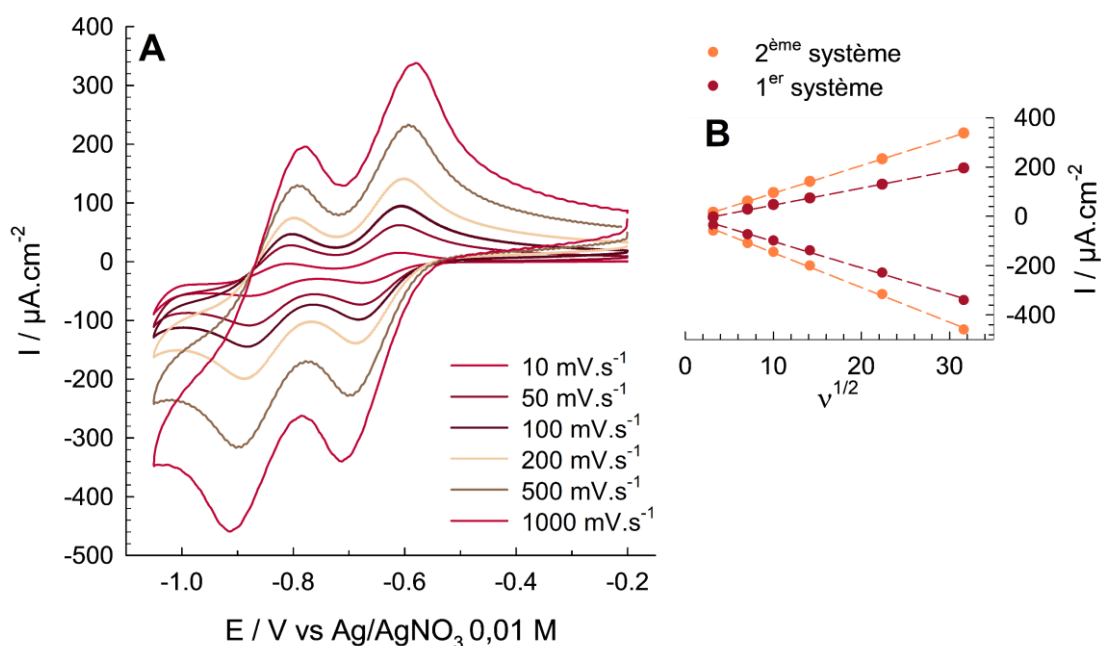 A
400
300
200
100
0
-100
-200
-300
-400
-500
I / µA.cm-2
-1.0 -0.8 -0.6 -0.4 -0.2
E / V vs Ag/AgNO3 0,01 M
10 mV.s-1
50 mV.s-1
100 mV.s-1
200 mV.s-1
500 mV.s-1
1000 mV.s-1
2ème système
1er système
B
400
200
0
-200
-400
I / µA.cm-2
0 10 20 30
ν1/2